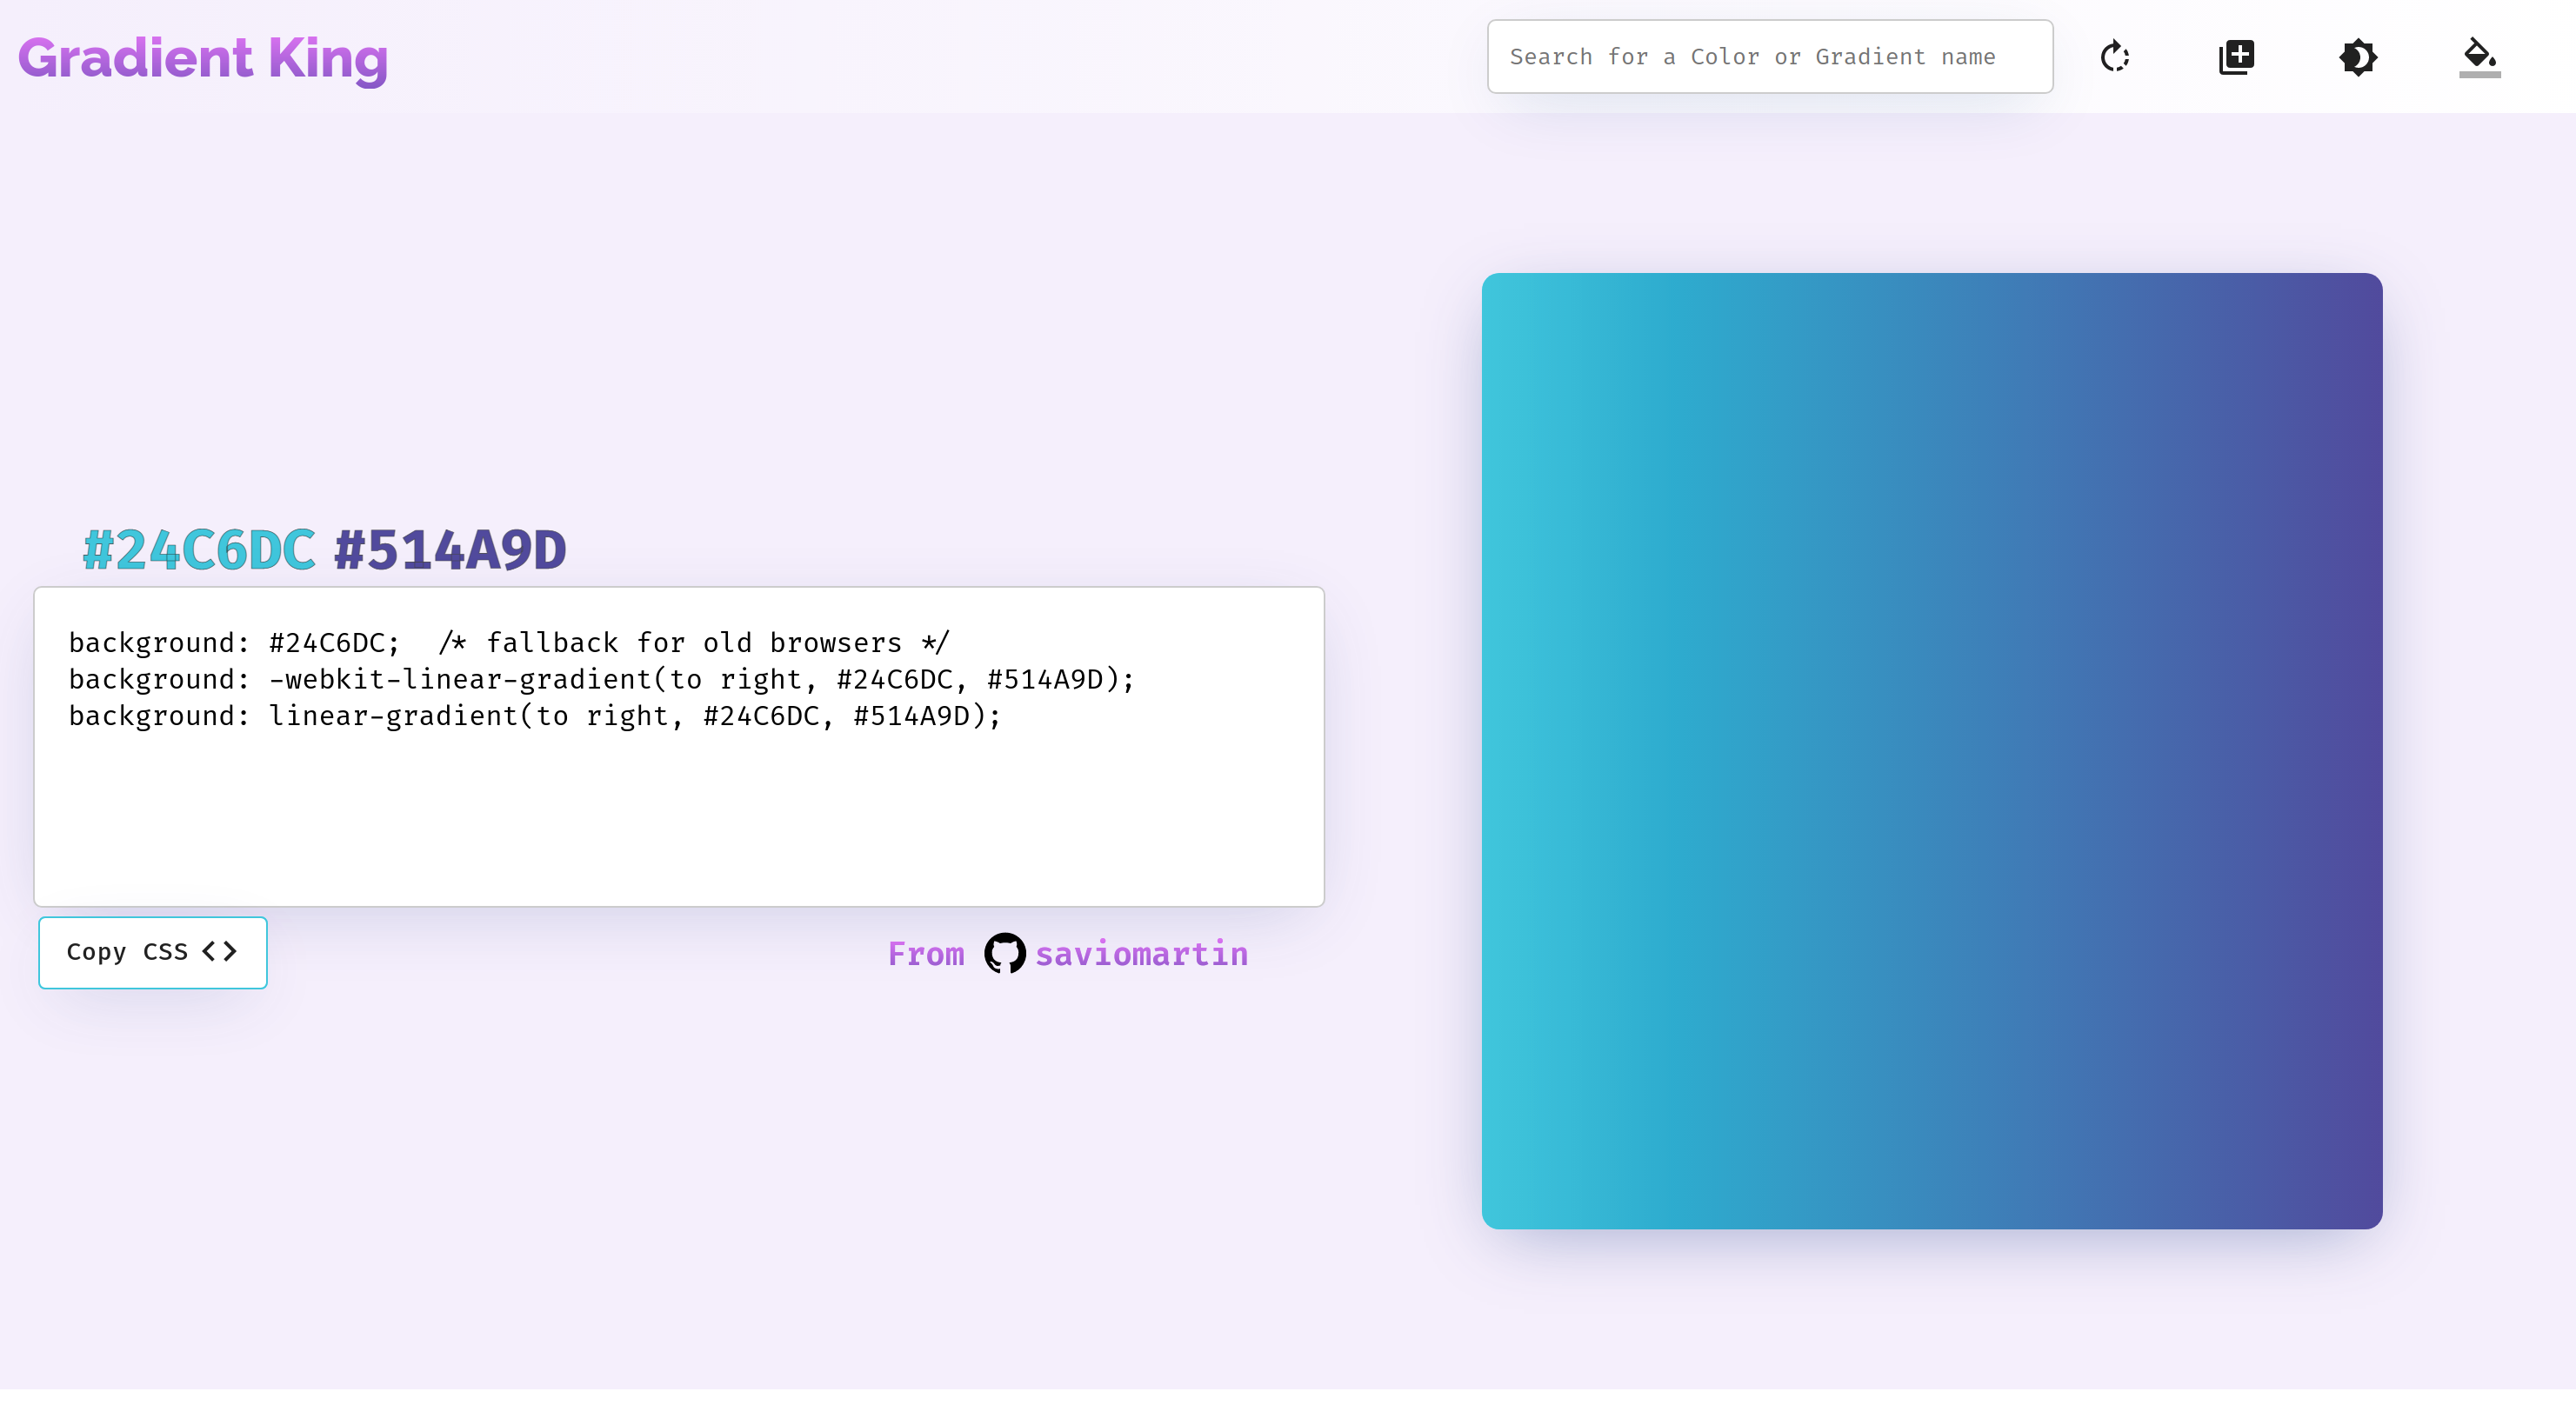 Gradient King
Search for a Color or Gradient name
#24C6DC #514A9D
background: #24C6DC;  /* fallback for old browsers */
background: -webkit-linear-gradient(to right, #24C6DC, #514A9D);
background: linear-gradient(to right, #24C6DC, #514A9D);
Copy CSS <>
From saviomartin